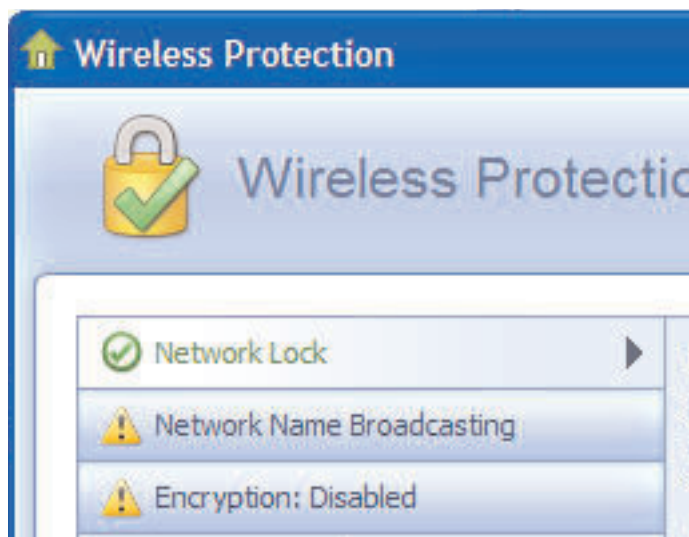 Wireless Protection
Wireless Protectio
Network Lock
Network Name Broadcasting
Encryption: Disabled